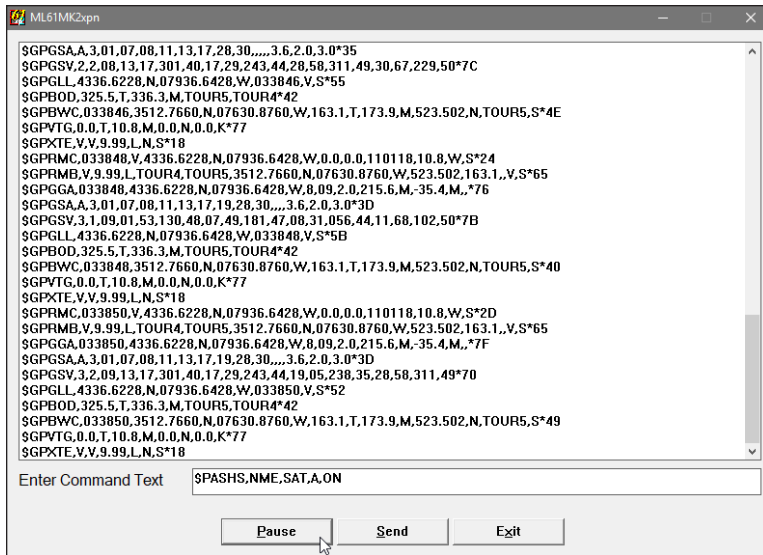 ML61MK2xpn
$GPGSA,A,3,01,07,08,11,13,17,28,30,,,,,3.6,2.0,3.0*35
$GPGSV,2,2,08,13,17,301,40,17,29,243,44,28,58,311,49,30,67,229,50*7C
$GPGLL,4336.6228,N,07936.6428,W,033846,V,S*55
$GPBOD,325.5,T,336.3,M,TOUR5,TOUR4*42
$GPBWC,033846,3512.7660,N,07630.8760,W,163.1,T,173.9,M,523.502,N,TOUR5,S*4E
$GPVTG,0.0,T,10.8,M,0.0,N,0.0,K*77
$GPXTE,V,V,9.99,L,N,S*18
$GPRMC,033848,V,4336.6228,N,07936.6428,W,0.0,0.0,110118,10.8,W,S*24
$GPRMB,V,9.99,L,TOUR4,TOUR5,3512.7660,N,07630.8760,W,523.502,163.1,,V,S*65
$GPGGA,033848,4336.6228,N,07936.6428,W,8,09,2.0,215.6,M,-35.4,M,,*76
$GPGSA,A,3,01,07,08,11,13,17,19,28,30,,,,3.6,2.0,3.0*3D
$GPGSV,3,1,09,01,53,130,48,07,49,181,47,08,31,056,44,11,68,102,50*7B
$GPGLL,4336.6228,N,07936.6428,W,033848,V,S*5B
$GPBOD,325.5,T,336.3,M,TOUR5,TOUR4*42
$GPBWC,033848,3512.7660,N,07630.8760,W,163.1,T,173.9,M,523.502,N,TOUR5,S*40
$GPVTG,0.0,T,10.8,M,0.0,N,0.0,K*77
$GPXTE,V,V,9.99,L,N,S*18
$GPRMC,033850,V,4336.6228,N,07936.6428,W,0.0,0.0,110118,10.8,W,S*2D
$GPRMB,V,9.99,L,TOUR4,TOUR5,3512.7660,N,07630.8760,W,523.502,163.1,,V,S*65
$GPGGA,033850,4336.6228,N,07936.6428,W,8,09,2.0,215.6,M,-35.4,M,,*7F
$GPGSA,A,3,01,07,08,11,13,17,19,28,30,,,,3.6,2.0,3.0*3D
$GPGSV,3,2,09,13,17,301,40,17,29,243,44,19,05,238,35,28,58,311,49*70
$GPGLL,4336.6228,N,07936.6428,W,033850,V,S*52
$GPBOD,325.5,T,336.3,M,TOUR5,TOUR4*42
$GPBWC,033850,3512.7660,N,07630.8760,W,163.1,T,173.9,M,523.502,N,TOUR5,S*49
$GPVTG,0.0,T,10.8,M,0.0,N,0.0,K*77
$GPXTE,V,V,9.99,L,N,S*18
Enter Command Text $PASHS,NME,SAT,A,ON
Pause Send Exit